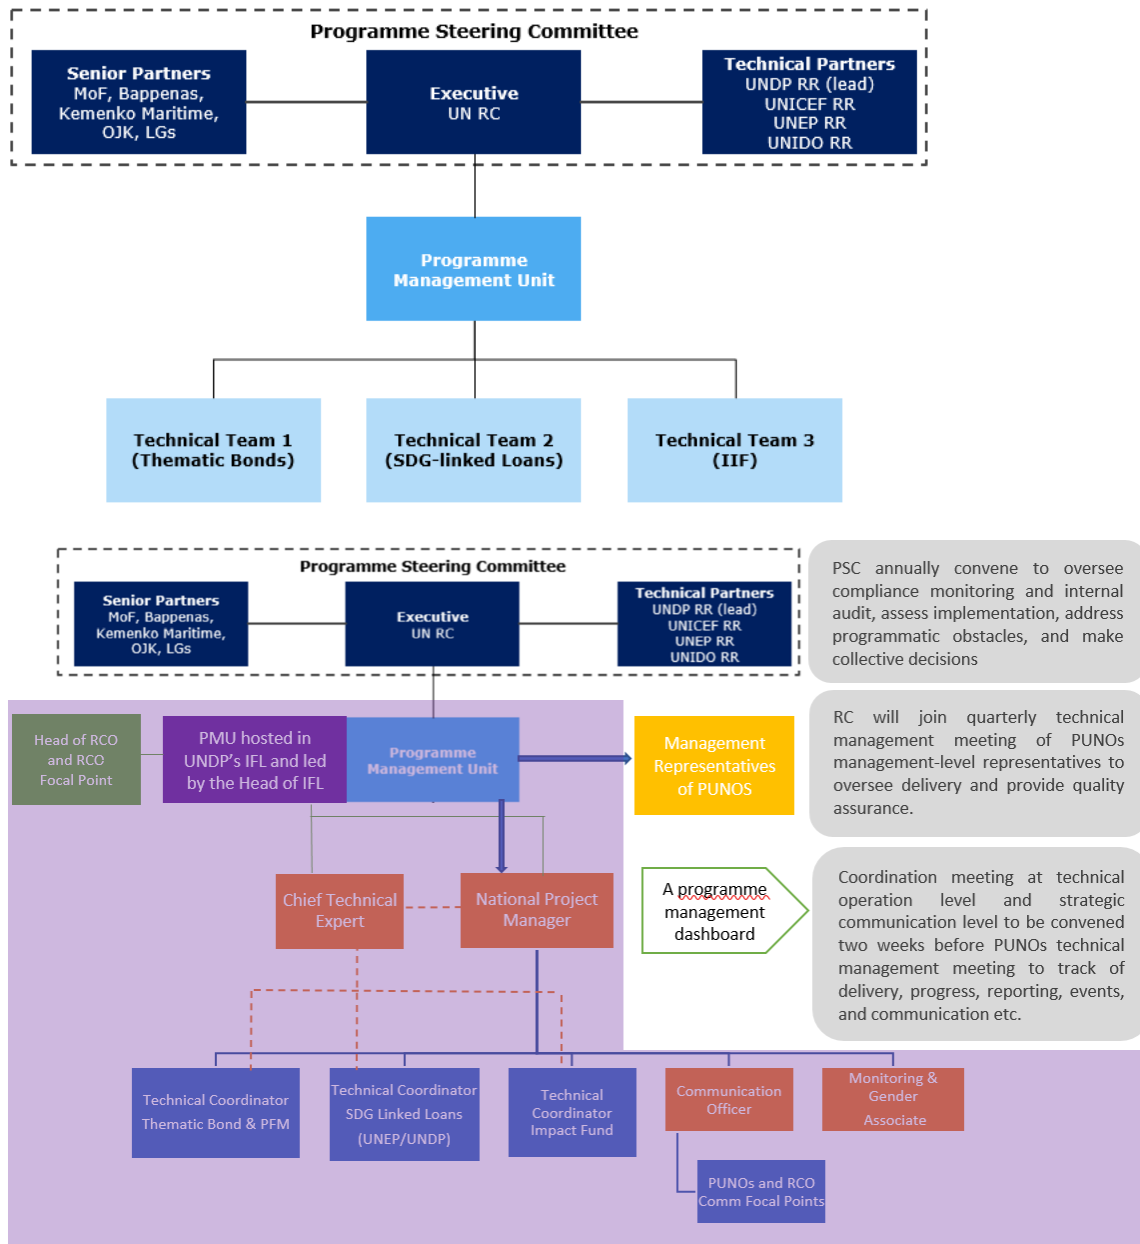 Programme Steering Committee
Senior Partners
MoF, Bappenas,
Kemenko Maritime,
OJK, LGs
Executive
UN RC
Technical Partners
UNDP RR (lead)
UNICEF RR
UNEP RR
UNIDO RR
Programme
Management Unit
Technical Team 1
(Thematic Bonds)
Technical Team 2
(SDG-linked Loans)
Technical Team 3
(IIF)
Programme Steering Committee
Senior Partners
MoF, Bappenas,
Kemenko Maritime,
OJK, LGs
Executive
UN RC
Technical Partners
UNDP RR (lead)
UNICEF RR
UNEP RR
UNIDO RR
PSC annually convene to oversee
compliance monitoring and internal
audit, assess implementation, address
programmatic obstacles, and make
collective decisions
Head of RCO
and RCO
Focal Point
PMU hosted in
UNDP's IFL and led
by the Head of IFL
Programme
Management Unit
Management
Representatives
of PUNOS
RC will join quarterly technical
management meeting of PUNOs
management-level representatives to
oversee delivery and provide quality
assurance.
Chief Technical
Expert
National Project
Manager
A programme
management
dashboard
Coordination meeting at technical
operation level and strategic
communication level to be convened
two weeks before PUNOs technical
management meeting to track of
delivery, progress, reporting, events,
and communication etc.
Technical Coordinator
Thematic Bond & PFM
Technical Coordinator
SDG Linked Loans
(UNEP/UNDP)
Technical
Coordinator
Impact Fund
Communication
Officer
Monitoring &
Gender
Associate
PUNOs and RCO
Comm Focal Points